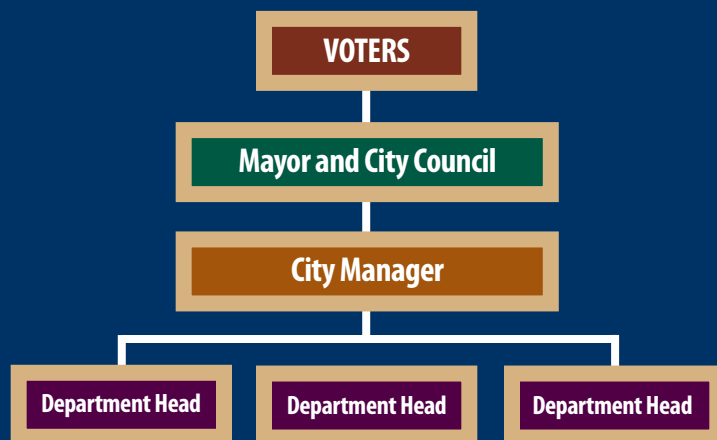 VOTERS
Mayor and City Council
City Manager
Department Head
Department Head
Department Head